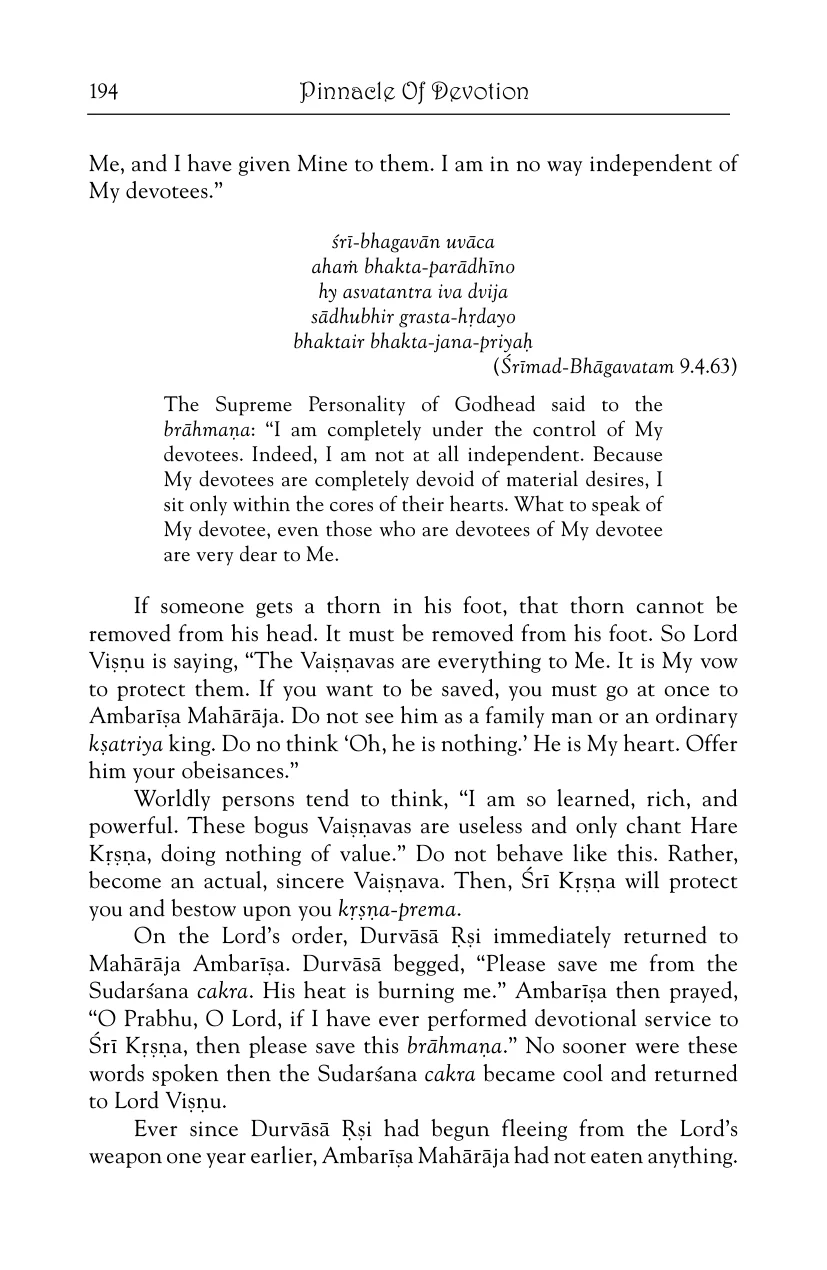 194
Pinnacle Of Devotion
Me, and I have given Mine to them. I am in no way independent of
My devotees.”
śrī-bhagavān uvāca
ahaṁ bhakta-parādhīno
hy asvatantra iva dvija
sādhubhir grasta-hṛdayo
bhaktair bhakta-jana-priyaḥ
(Śrīmad-Bhāgavatam 9.4.63)
The Supreme Personality of Godhead said to the
brāhmaṇa: “I am completely under the control of My
devotees. Indeed, I am not at all independent. Because
My devotees are completely devoid of material desires, I
sit only within the cores of their hearts. What to speak of
My devotee, even those who are devotees of My devotee
are very dear to Me.
If someone gets a thorn in his foot, that thorn cannot be
removed from his head. It must be removed from his foot. So Lord
Viṣṇu is saying, “The Vaiṣṇavas are everything to Me. It is My vow
to protect them. If you want to be saved, you must go at once to
Ambarīṣa Mahārāja. Do not see him as a family man or an ordinary
kṣatriya king. Do no think ‘Oh, he is nothing.’ He is My heart. Offer
him your obeisances.”
Worldly persons tend to think, “I am so learned, rich, and
powerful. These bogus Vaiṣṇavas are useless and only chant Hare
Kṛṣṇa, doing nothing of value.” Do not behave like this. Rather,
become an actual, sincere Vaiṣṇava. Then, Śrī Kṛṣṇa will protect
you and bestow upon you kṛṣṇa-prema.
On the Lord’s order, Durvāsā Ṛṣi immediately returned to
Mahārāja Ambarīṣa. Durvāsā begged, “Please save me from the
Sudarśana cakra. His heat is burning me.” Ambarīṣa then prayed,
“O Prabhu, O Lord, if I have ever performed devotional service to
Śrī Kṛṣṇa, then please save this brāhmaṇa.” No sooner were these
words spoken then the Sudarśana cakra became cool and returned
to Lord Viṣṇu.
Ever since Durvāsā Ṛṣi had begun fleeing from the Lord’s
weapon one year earlier, Ambarīṣa Mahārāja had not eaten anything.